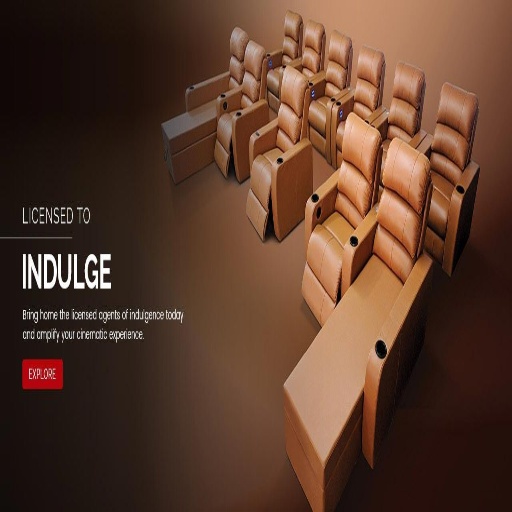 LICENSED TO
INDULGE
Bring home the licensed agents of indulgence today
and amplify your cinematic experience.
EXPLORE